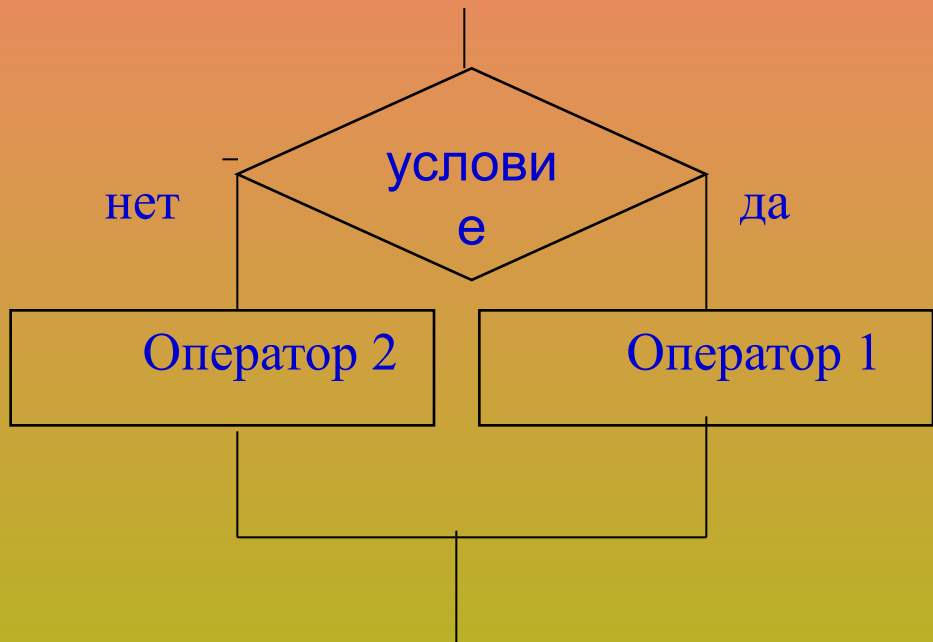 услови
е
нет
да
Оператор 2
Оператор 1